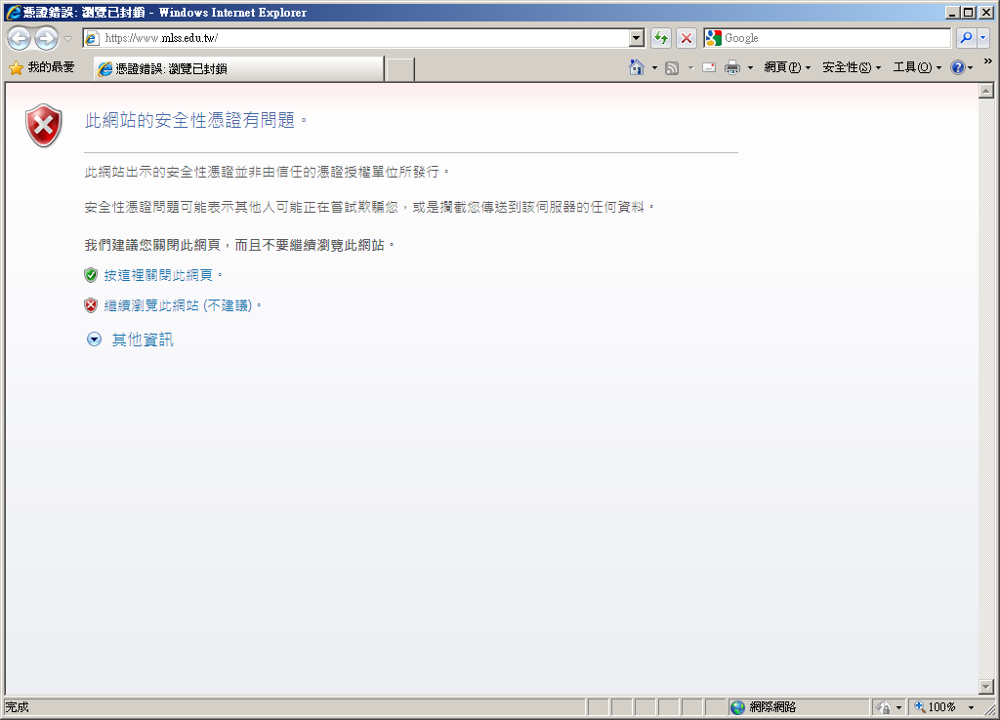 憑證錯誤: 瀏覽已封鎖 - Windows Internet Explorer
https://www.mlss.edu.tw/
Google
我的最愛
憑證錯誤: 瀏覽已封鎖
網頁(P)
安全性(S)
工具(O)
»
此網站的安全性憑證有問題。
此網站出示的安全性憑證並非由信任的憑證授權單位所發行。
安全性憑證問題可能表示其他人可能正在嘗試欺騙您，或是攔截您傳送到該伺服器的任何資料。
我們建議您關閉此網頁，而且不要繼續瀏覽此網站。
按這裡關閉此網頁。
繼續瀏覽此網站 (不建議)。
其他資訊
完成
網際網路
100%